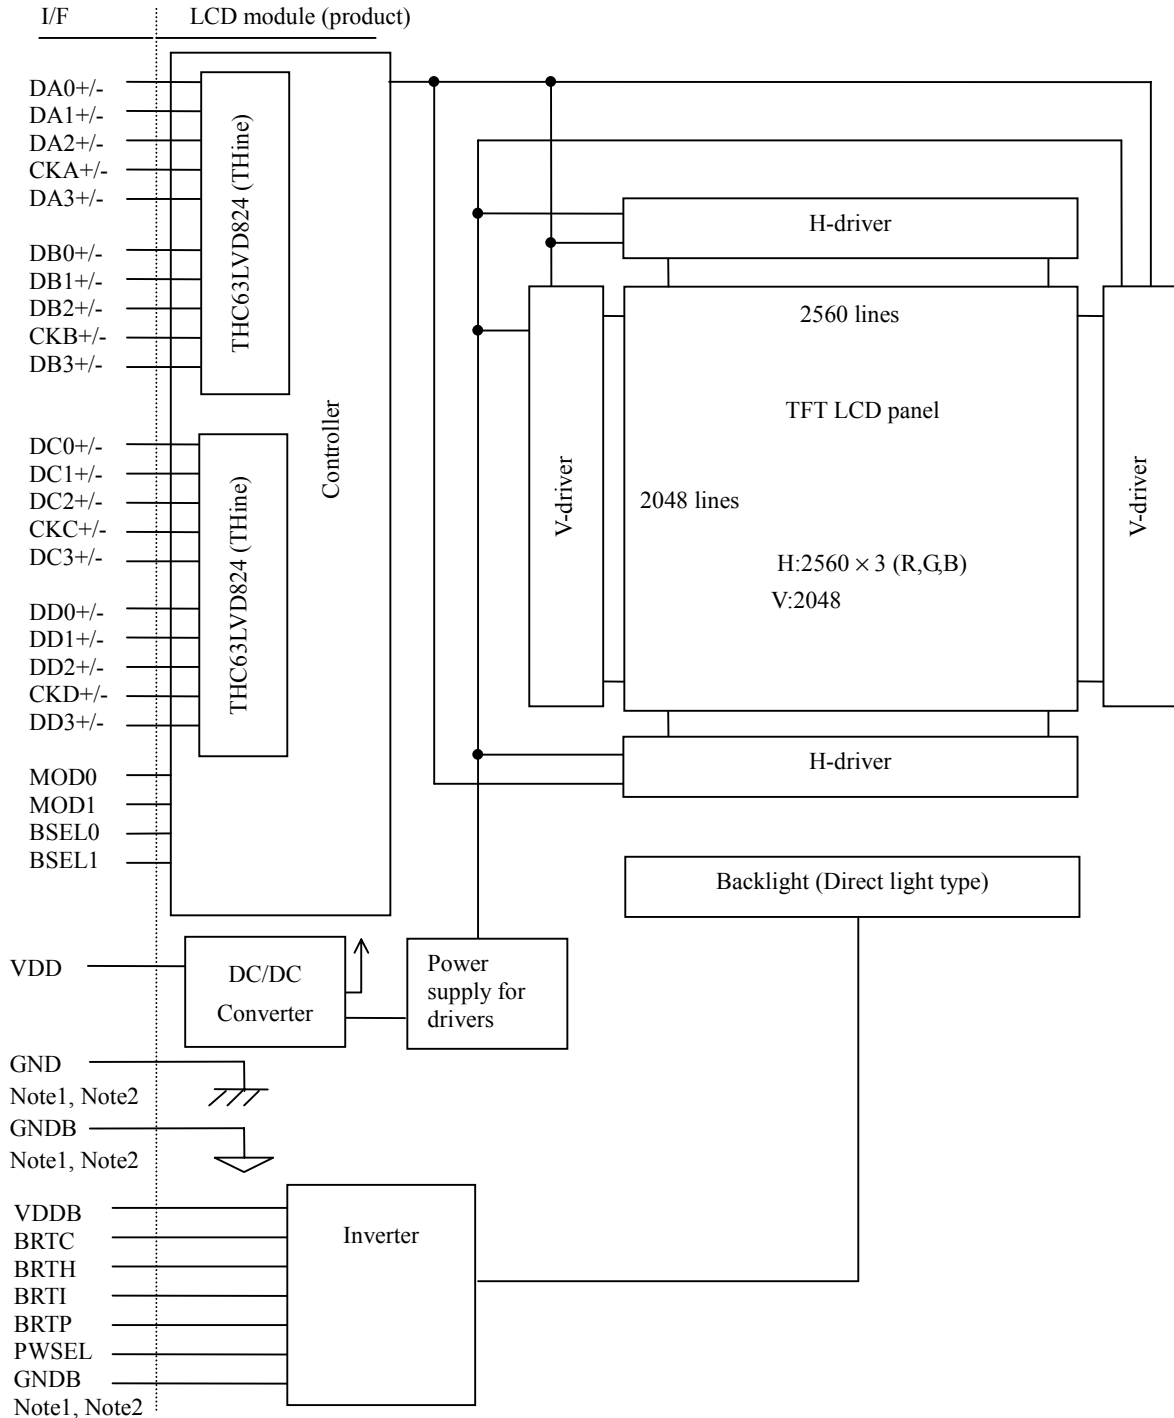 I/F
LCD module (product)
DA0+/-
DA1+/-
DA2+/-
CKA+/-
DA3+/-
DB0+/-
DB1+/-
DB2+/-
CKB+/-
DB3+/-
DC0+/-
DC1+/-
DC2+/-
CKC+/-
DC3+/-
DD0+/-
DD1+/-
DD2+/-
CKD+/-
DD3+/-
MOD0
MOD1
BSEL0
BSEL1
THC63LVD824 (THine)
THC63LVD824 (THine)
Controller
H-driver
V-driver
2560 lines
TFT LCD panel
2048 lines
H:2560 × 3 (R,G,B)
V:2048
V-driver
H-driver
Backlight (Direct light type)
VDD
DC/DC
Converter
Power
supply for
drivers
GND
Note1, Note2
GNDB
Note1, Note2
VDDB
BRTC
BRTH
BRTI
BRTP
PWSEL
GNDB
Note1, Note2
Inverter